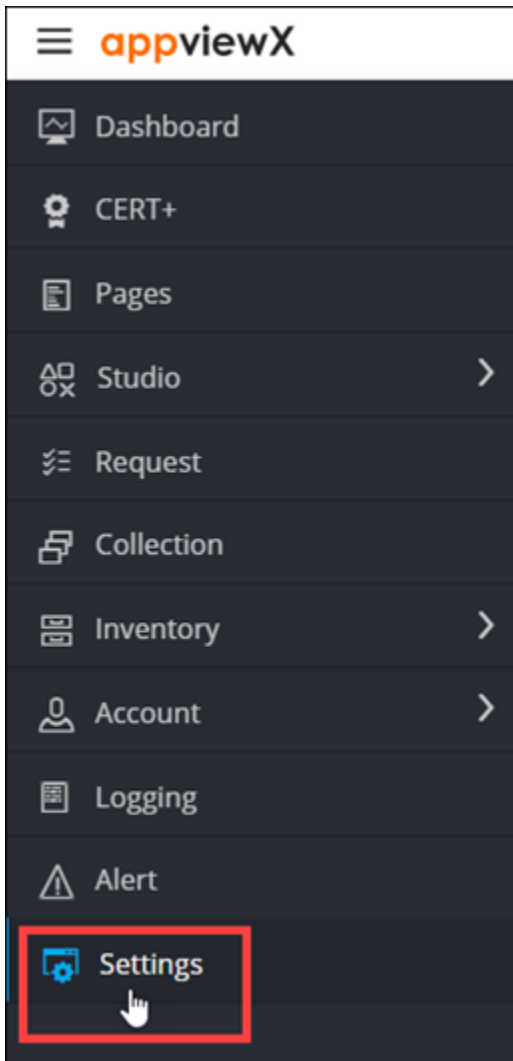 appviewX
Dashboard
CERT+
Pages
Studio
Request
Collection
Inventory
Account
Logging
Alert
Settings